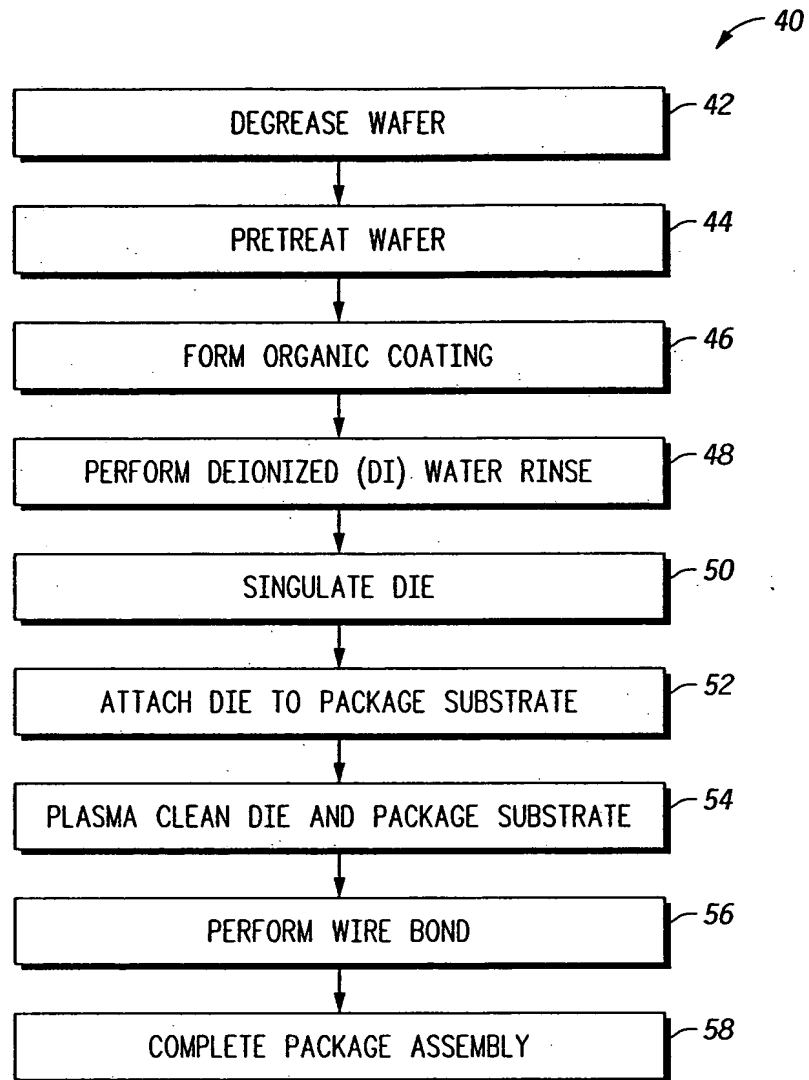 40
DEGREASE WAFER 42
PRETREAT WAFER 44
FORM ORGANIC COATING 46
PERFORM DEIONIZED (DI) WATER RINSE 48
SINGULATE DIE 50
ATTACH DIE TO PACKAGE SUBSTRATE 52
PLASMA CLEAN DIE AND PACKAGE SUBSTRATE 54
PERFORM WIRE BOND 56
COMPLETE PACKAGE ASSEMBLY 58